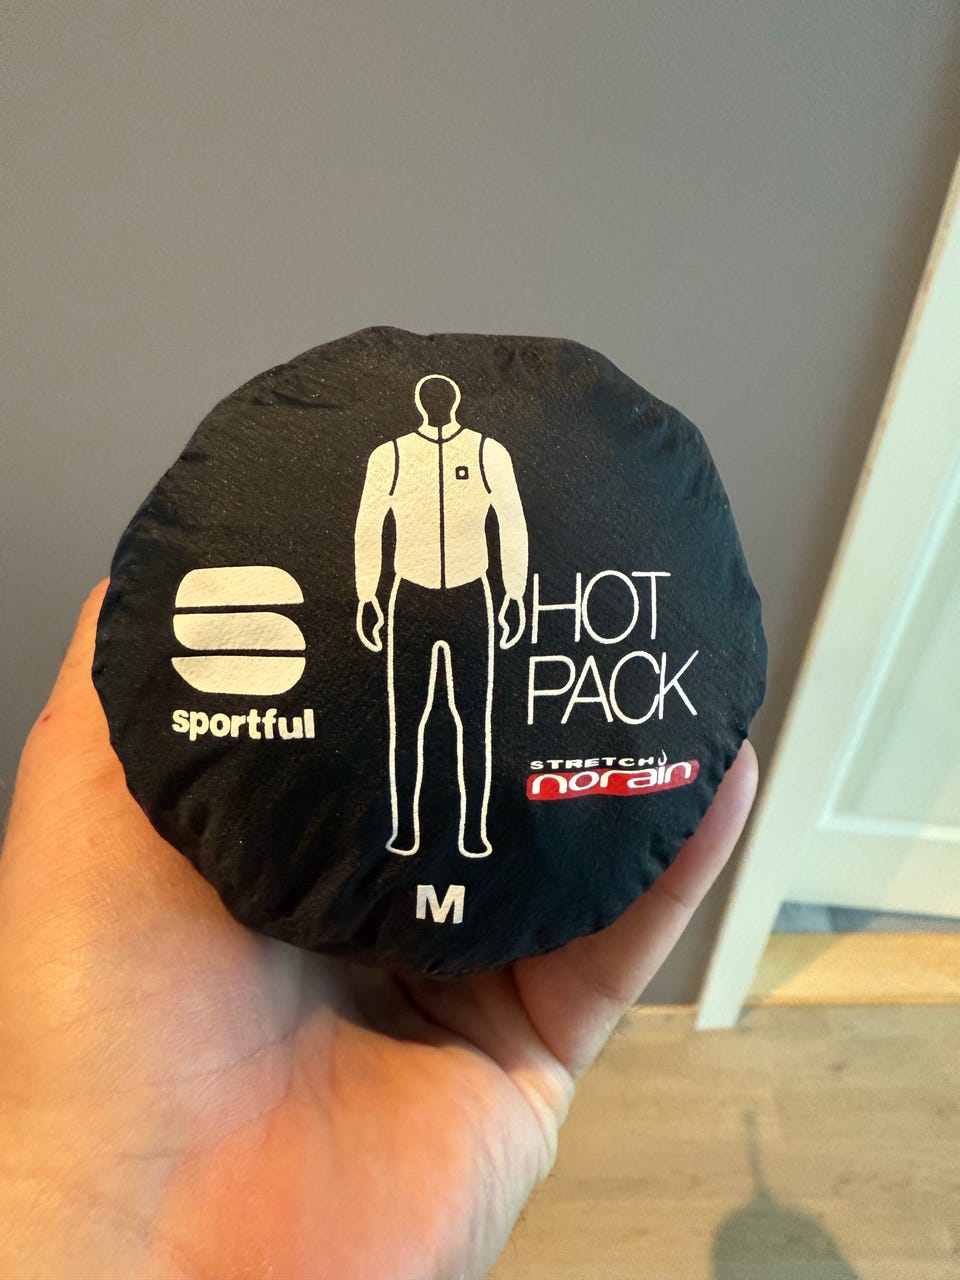 sportful
HOT
PACK
STRETCH
norain
M